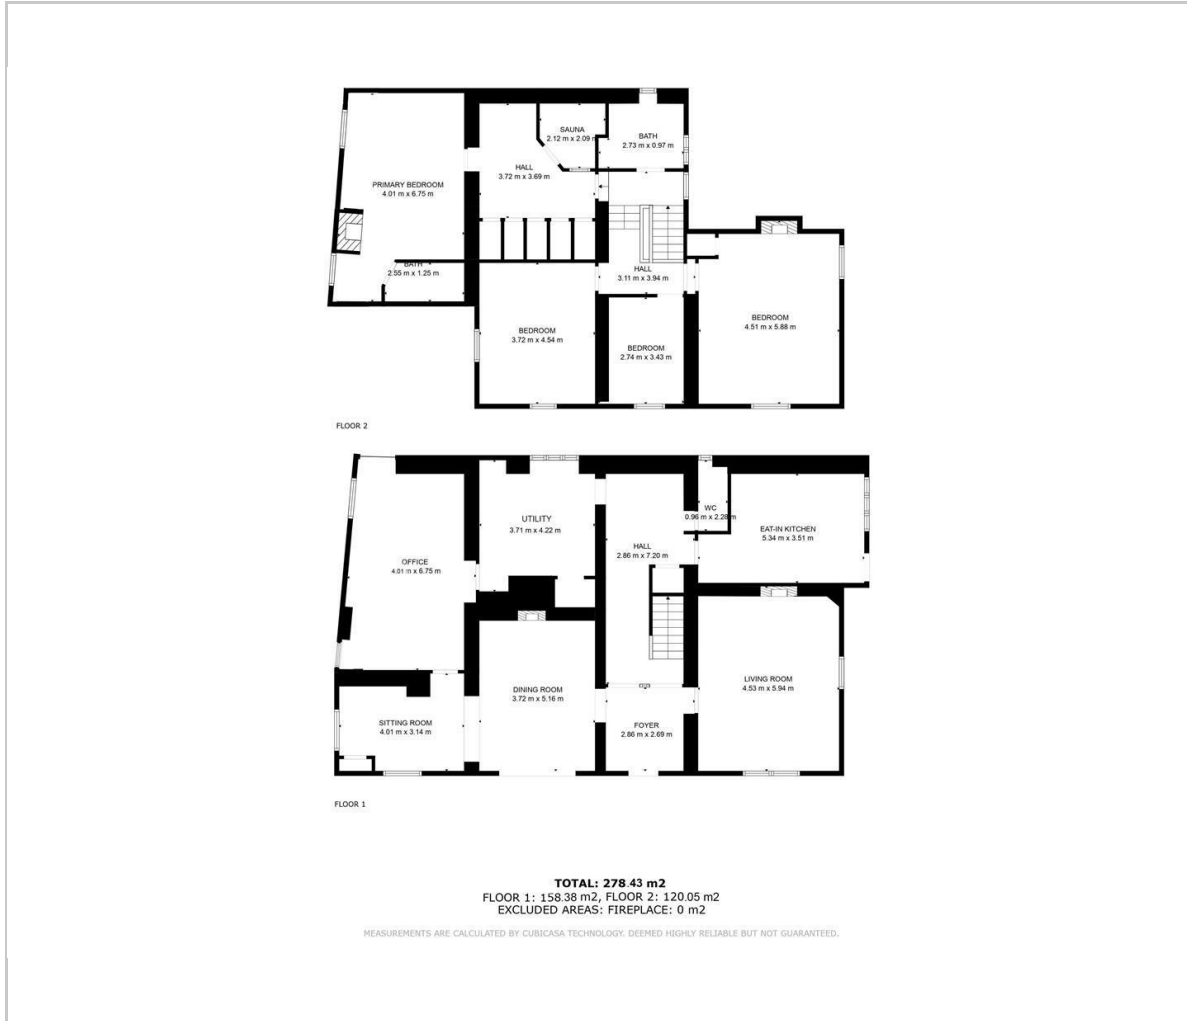 SAUNA
2.12 m x 2.09 m
BATH
2.73 m x 0.97 m
HALL
3.72 m x 3.69 m
PRIMARY BEDROOM
4.01 m x 6.75 m
BATH
2.55 m x 1.25 m
HALL
3.11 m x 3.94 m
BEDROOM
3.72 m x 4.54 m
BEDROOM
2.74 m x 3.43 m
BEDROOM
4.51 m x 5.88 m
FLOOR 2
UTILITY
3.71 m x 4.22 m
WC
0.96 m x 2.28 m
EAT-IN KITCHEN
5.34 m x 3.51 m
HALL
2.86 m x 7.20 m
OFFICE
4.01 m x 6.75 m
DINING ROOM
3.72 m x 5.16 m
LIVING ROOM
4.53 m x 5.94 m
SITTING ROOM
4.01 m x 3.14 m
FOYER
2.86 m x 2.69 m
FLOOR 1
TOTAL: 278.43 m2
FLOOR 1: 158.38 m2, FLOOR 2: 120.05 m2
EXCLUDED AREAS: FIREPLACE: 0 m2
MEASUREMENTS ARE CALCULATED BY CUBICASA TECHNOLOGY. DEEMED HIGHLY RELIABLE BUT NOT GUARANTEED.